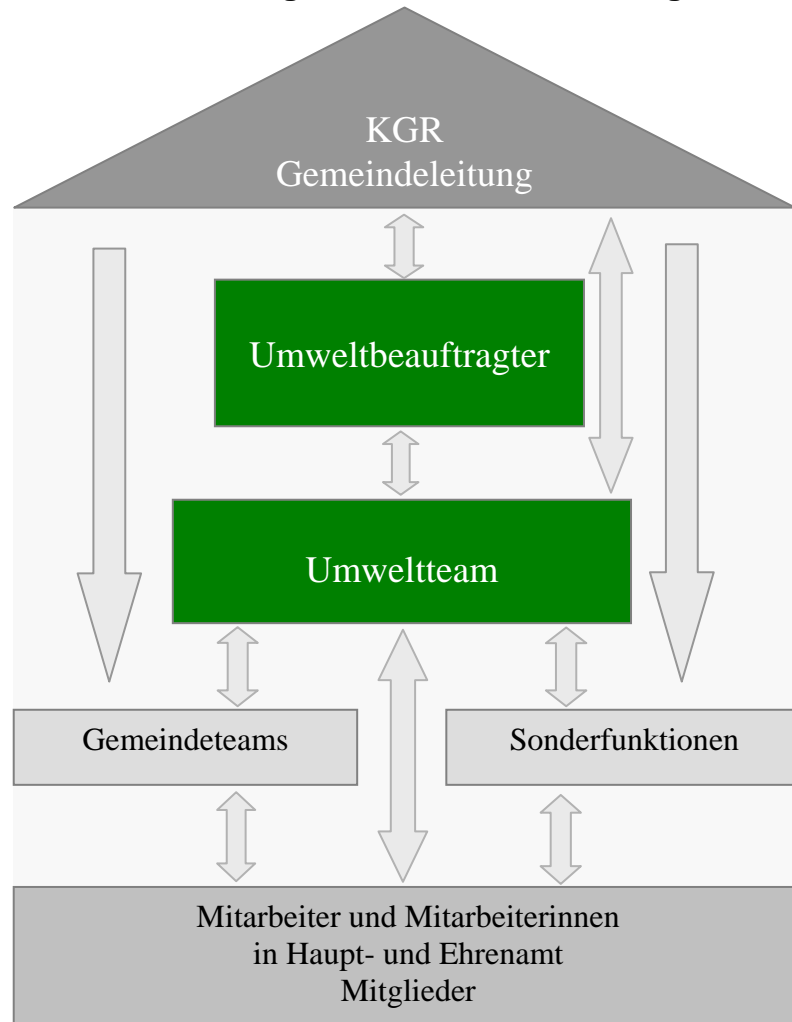 KGR
Gemeindeleitung
Umweltbeauftragter
Umweltteam
Gemeindeteams
Sonderfunktionen
Mitarbeiter und Mitarbeiterinnen
in Haupt- und Ehrenamt
Mitglieder